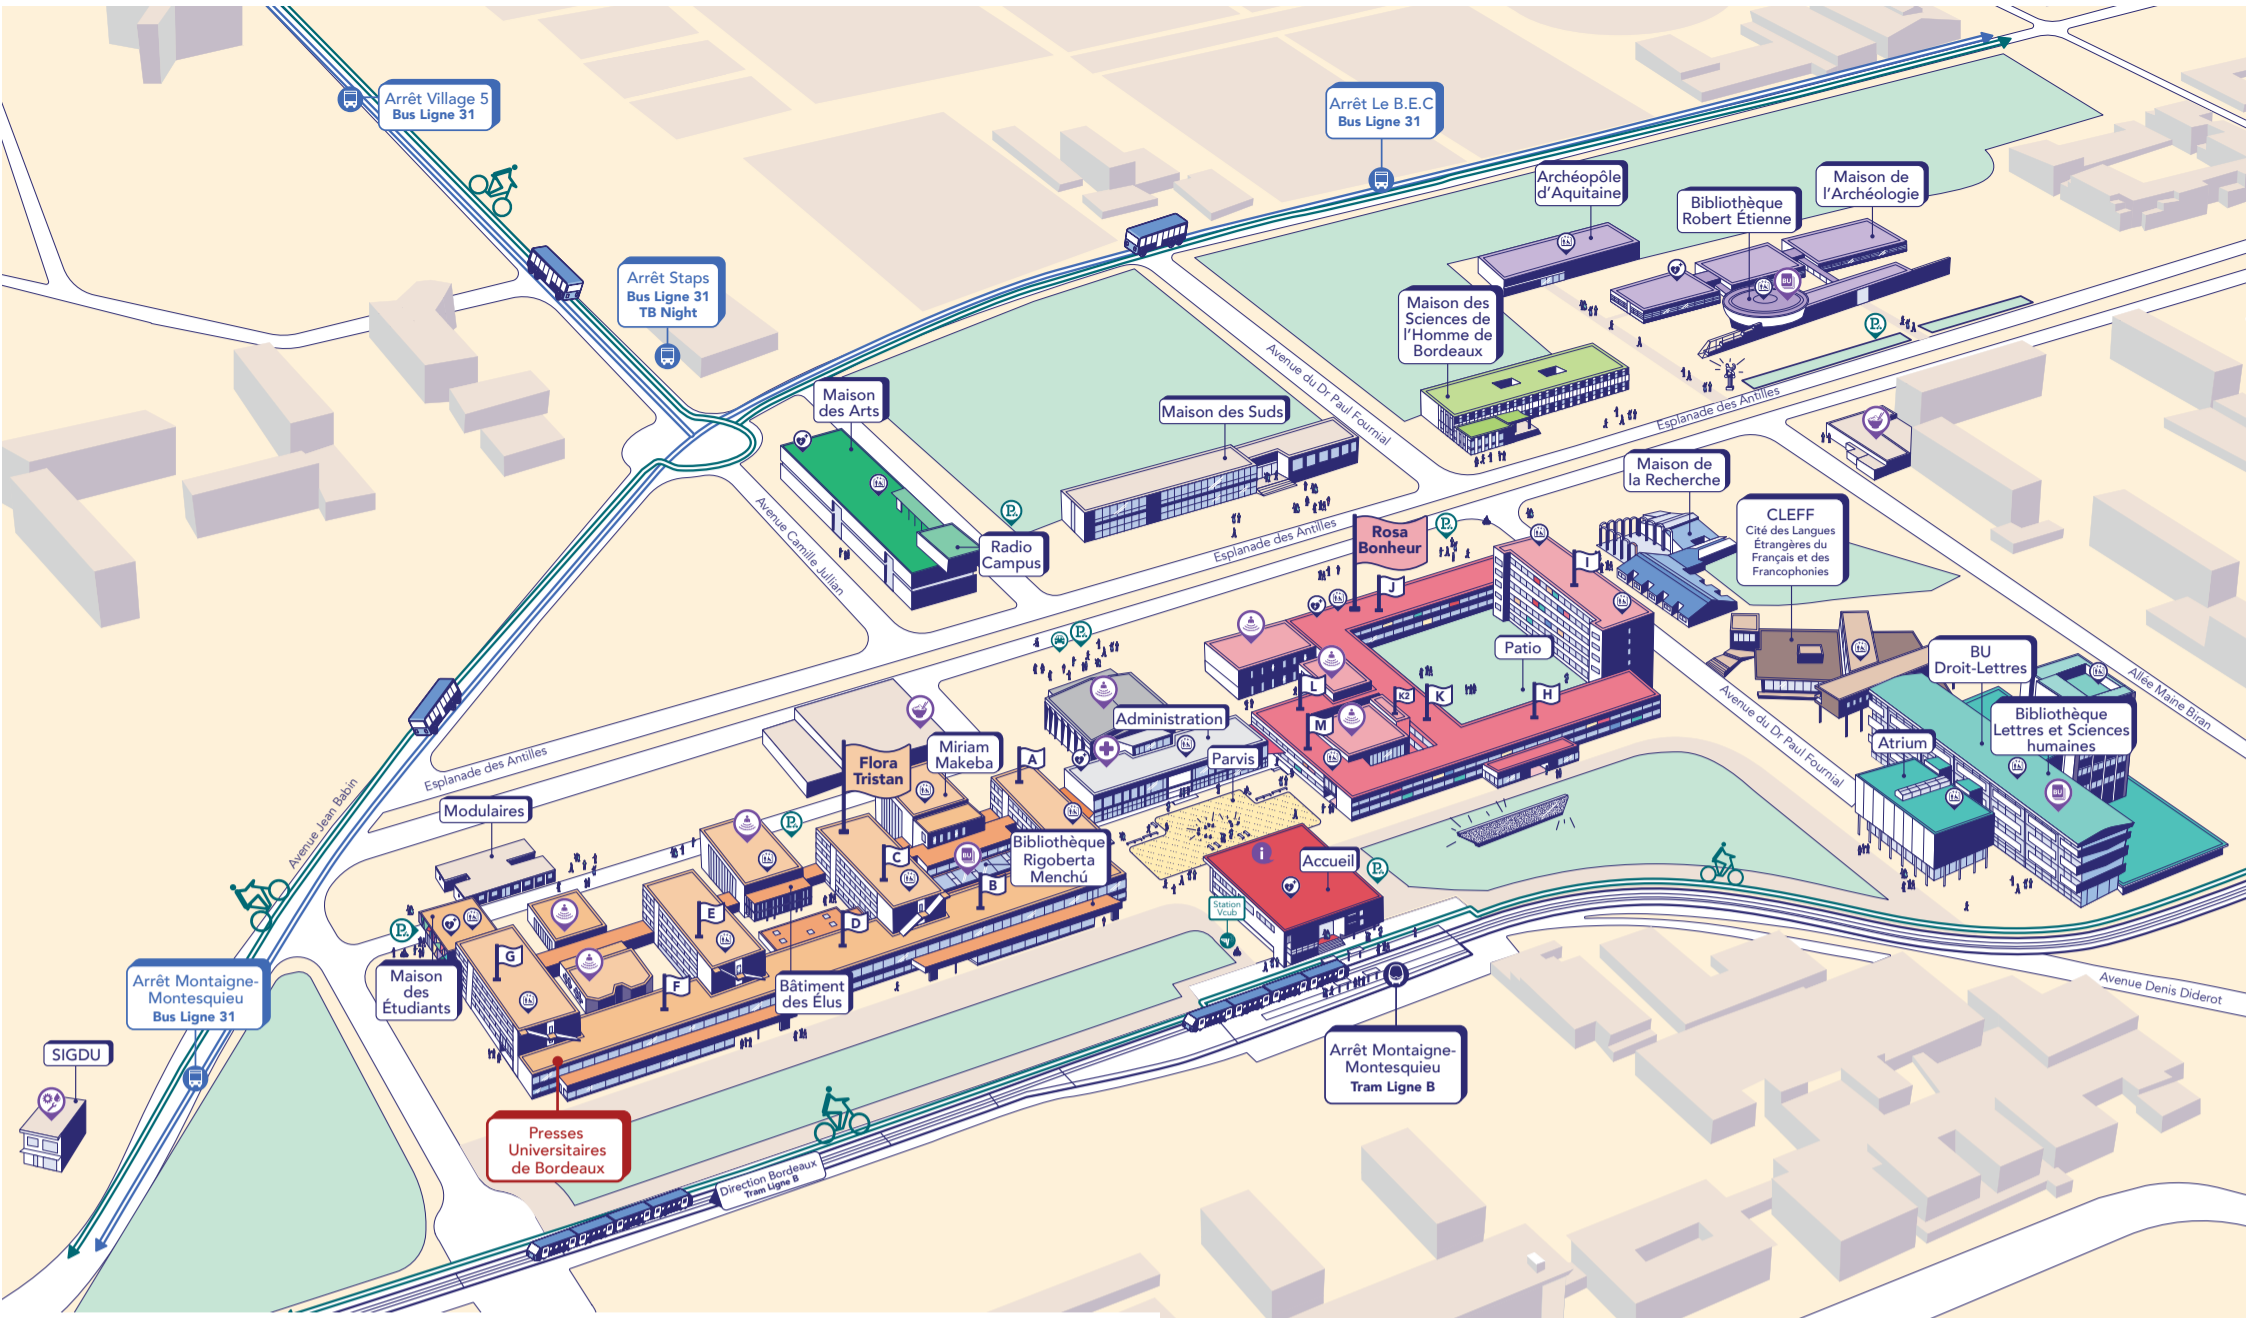 Arrêt Village 5
Bus Ligne 31
Arrêt Le B.E.C
Bus Ligne 31
Archéopôle
d'Aquitaine
Maison de
l'Archéologie
Bibliothèque
Robert Étienne
BU
Arrêt Staps
Bus Ligne 31
TB Night
Maison des
Sciences de
l'Homme de
Bordeaux
P
Avenue du Dr Paul Fournial
Esplanade des Antilles
Maison
des Arts
Maison des Suds
Maison de
la Recherche
Avenue Camille Jullian
P
Radio
Campus
Esplanade des Antilles
Rosa
Bonheur
P
CLEFF
Cité des Langues
Étrangères du
Français et des
Francophonies
I
J
P
Patio
L
K2
K
H
M
BU
Droit-Lettres
Allée Maine Biran
Avenue du Dr Paul Fournial
Bibliothèque
Lettres et Sciences
humaines
Atrium
BU
Administration
Parvis
Esplanade des Antilles
Avenue Jean Babin
Flora
Tristan
Miriam
Makeba
A
Modulaires
P
C
BU
Bibliothèque
Rigoberta
Menchú
B
i
Accueil
P
Station
Vcub
E
D
P
G
F
Maison
des
Étudiants
Bâtiment
des Élus
Arrêt Montaigne-
Montesquieu
Bus Ligne 31
SIGDU
Avenue Denis Diderot
Arrêt Montaigne-
Montesquieu
Tram Ligne B
Presses
Universitaires
de Bordeaux
Direction Bordeaux
Tram Ligne B